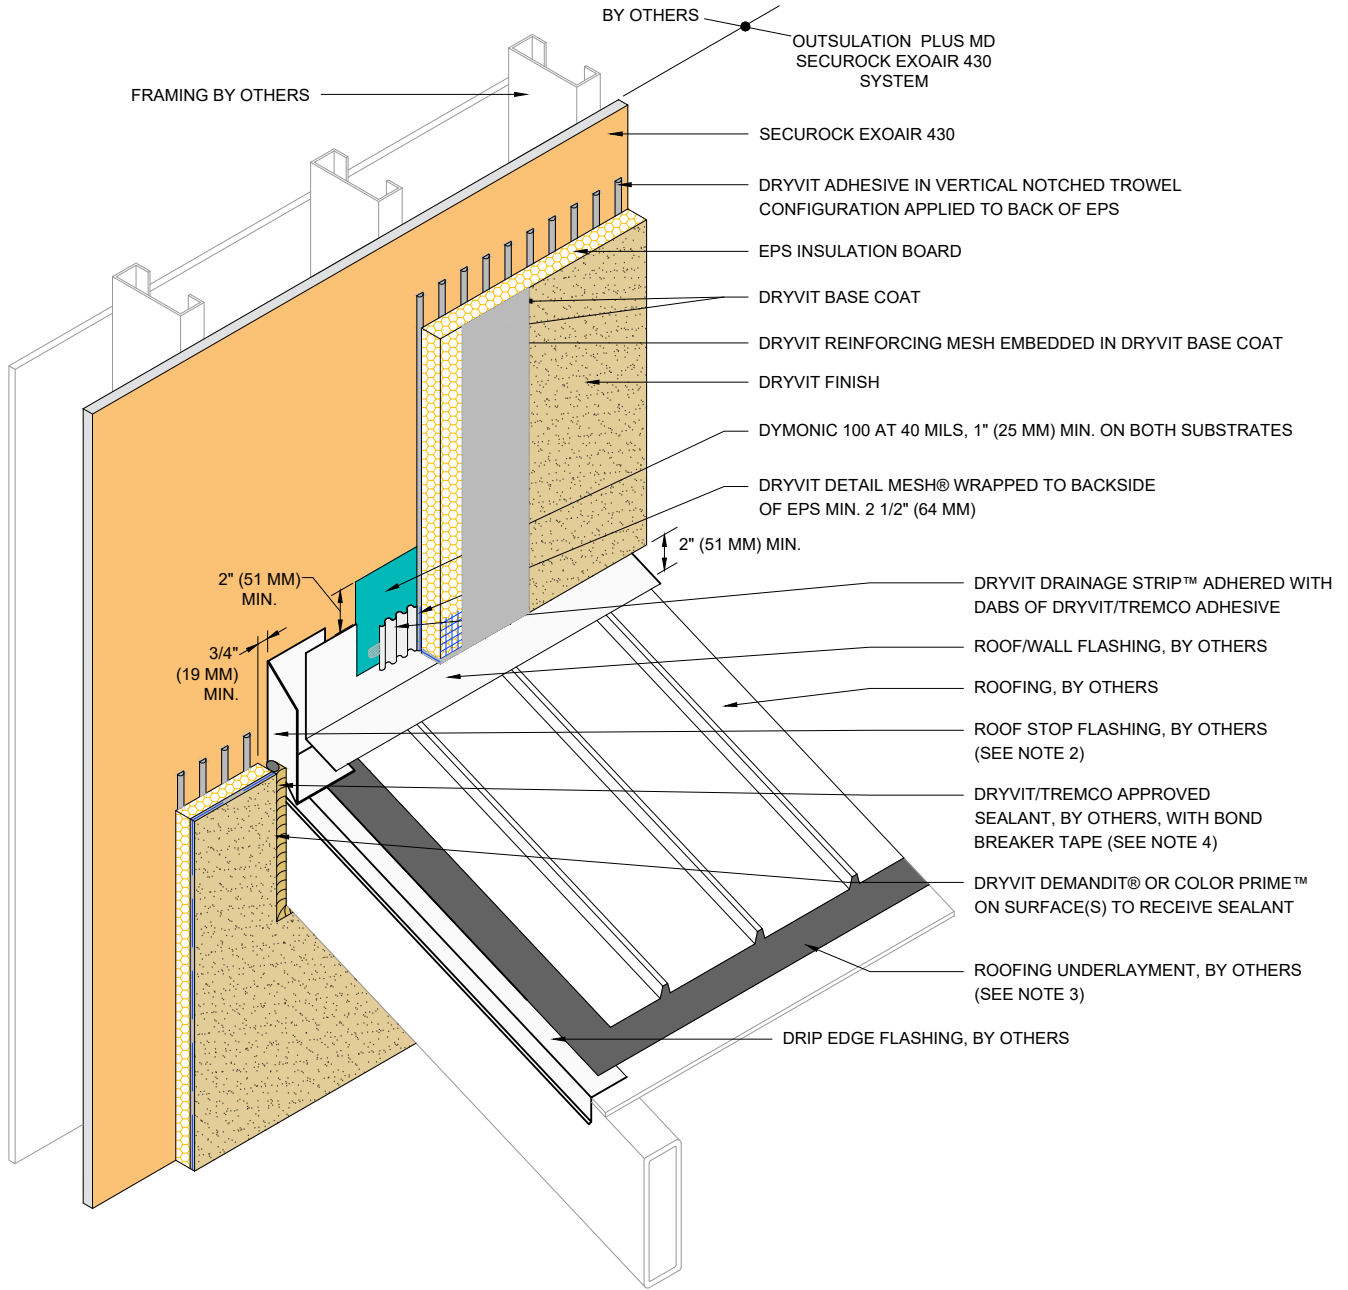 BY OTHERS
OUTSULATION PLUS MD
SECUROCK EXOAIR 430
SYSTEM
FRAMING BY OTHERS
SECUROCK EXOAIR 430
DRYVIT ADHESIVE IN VERTICAL NOTCHED TROWEL
CONFIGURATION APPLIED TO BACK OF EPS
EPS INSULATION BOARD
DRYVIT BASE COAT
DRYVIT REINFORCING MESH EMBEDDED IN DRYVIT BASE COAT
DRYVIT FINISH
DYMONIC 100 AT 40 MILS, 1" (25 MM) MIN. ON BOTH SUBSTRATES
DRYVIT DETAIL MESH® WRAPPED TO BACKSIDE
OF EPS MIN. 2 1/2" (64 MM)
2" (51 MM) MIN.
2" (51 MM)
MIN.
DRYVIT DRAINAGE STRIP™ ADHERED WITH
DABS OF DRYVIT/TREMCO ADHESIVE
3/4"
(19 MM)
MIN.
ROOF/WALL FLASHING, BY OTHERS
ROOFING, BY OTHERS
ROOF STOP FLASHING, BY OTHERS
(SEE NOTE 2)
DRYVIT/TREMCO APPROVED
SEALANT, BY OTHERS, WITH BOND
BREAKER TAPE (SEE NOTE 4)
DRYVIT DEMANDIT® OR COLOR PRIME™
ON SURFACE(S) TO RECEIVE SEALANT
ROOFING UNDERLAYMENT, BY OTHERS
(SEE NOTE 3)
DRIP EDGE FLASHING, BY OTHERS